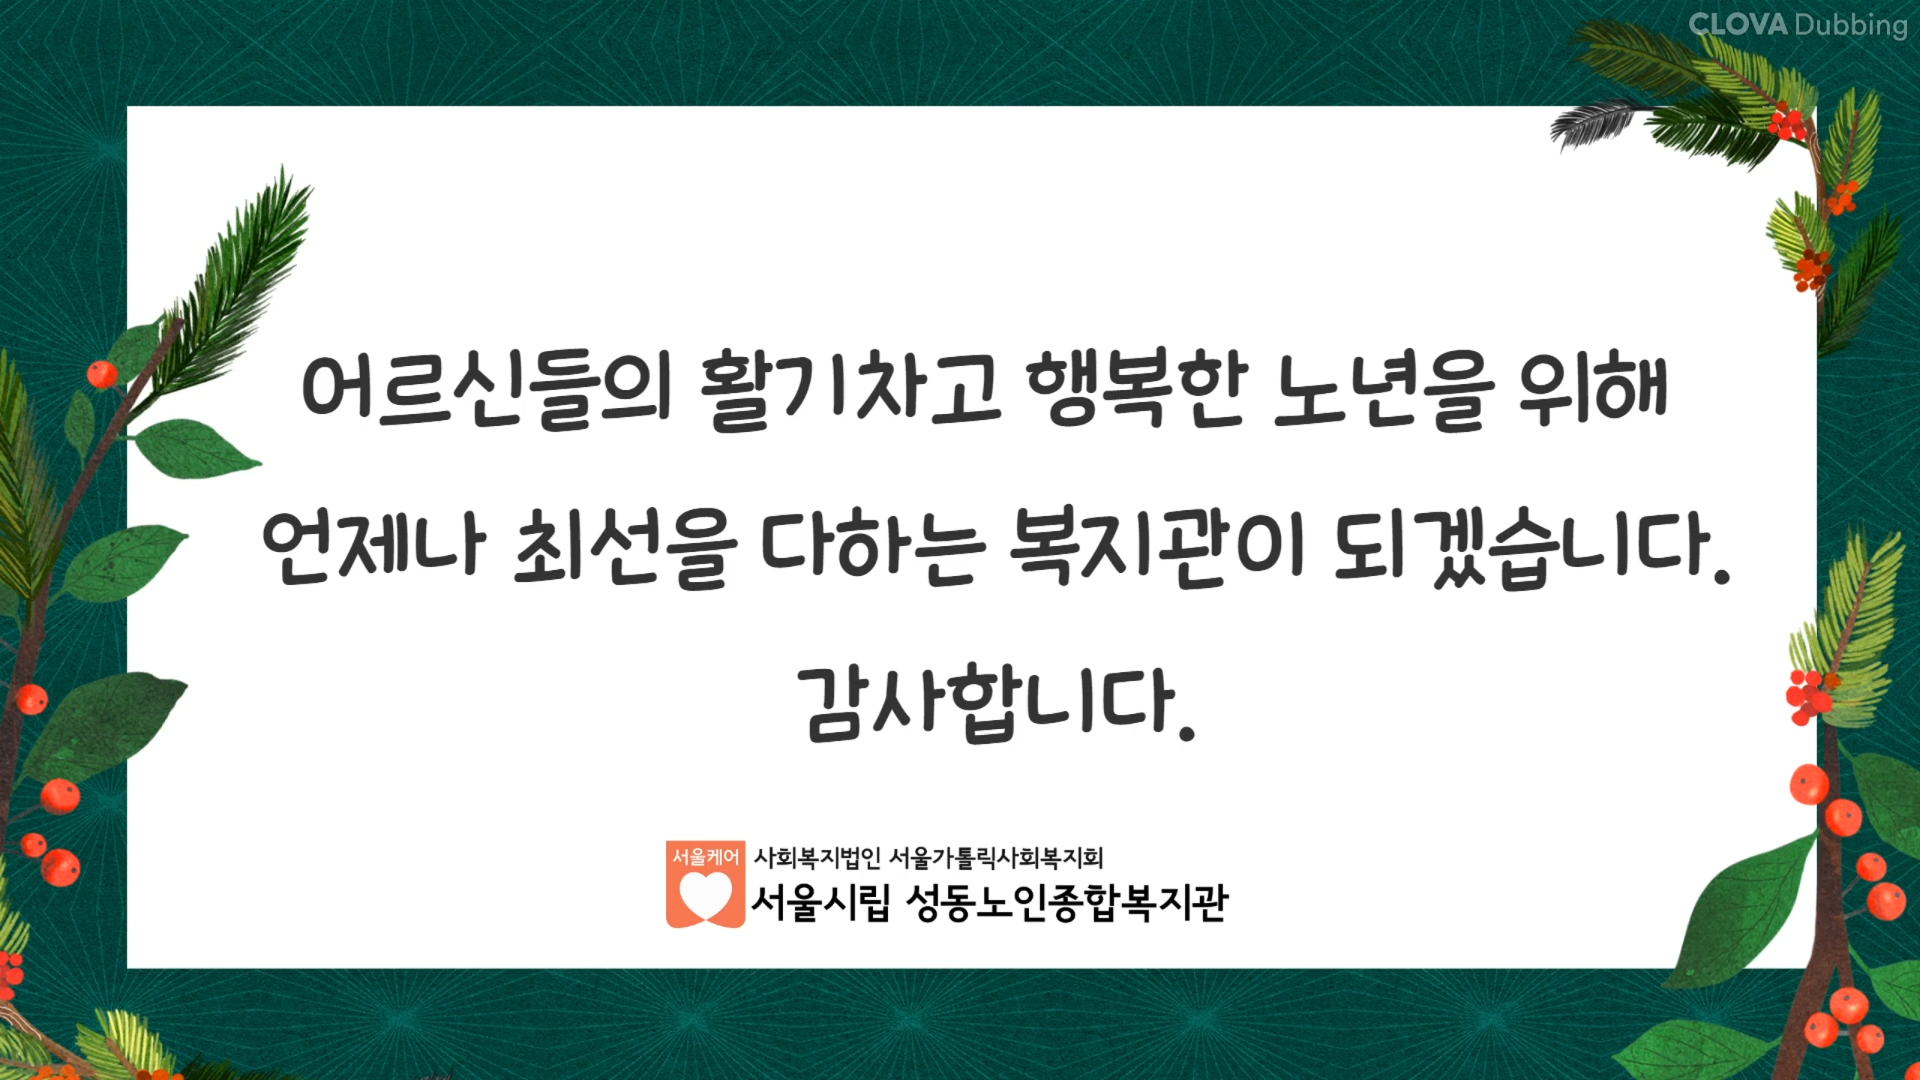 CLOVA Dubbing
어르신들의 활기차고 행복한 노년을 위해
언제나 최선을 다하는 복지관이 되겠습니다.
감사합니다.
서울케어 사회복지법인 서울가톨릭사회복지회
서울시립 성동노인종합복지관